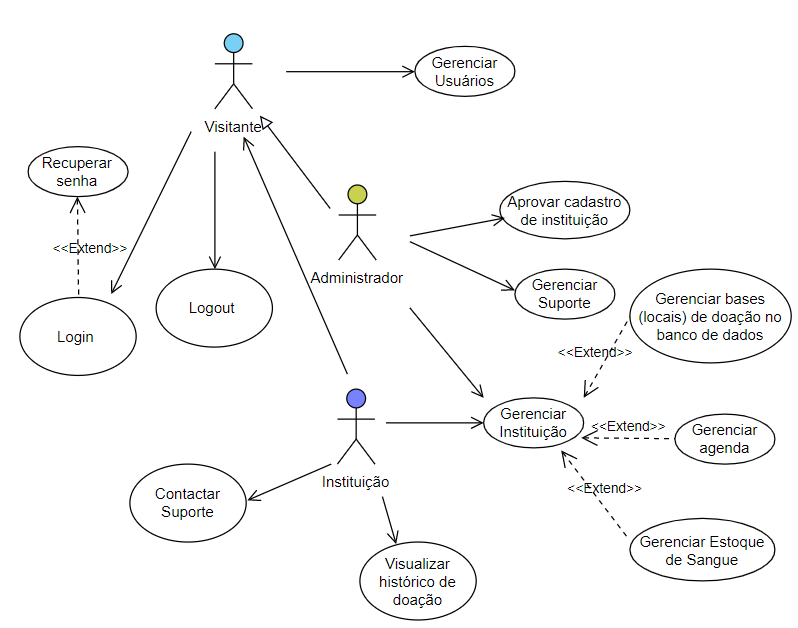 Gerenciar
Usuários
Visitante
Recuperar
senha
<<Extend>>
Aprovar cadastro
de instituição
Administrador
Gerenciar
Suporte
Logout
Login
Gerenciar bases
(locais) de doação no
banco de dados
<<Extend>>
Gerenciar
Instituição
<<Extend>>
Gerenciar
agenda
Instituição
<<Extend>>
Contactar
Suporte
Gerenciar Estoque
de Sangue
Visualizar
histórico de
doação